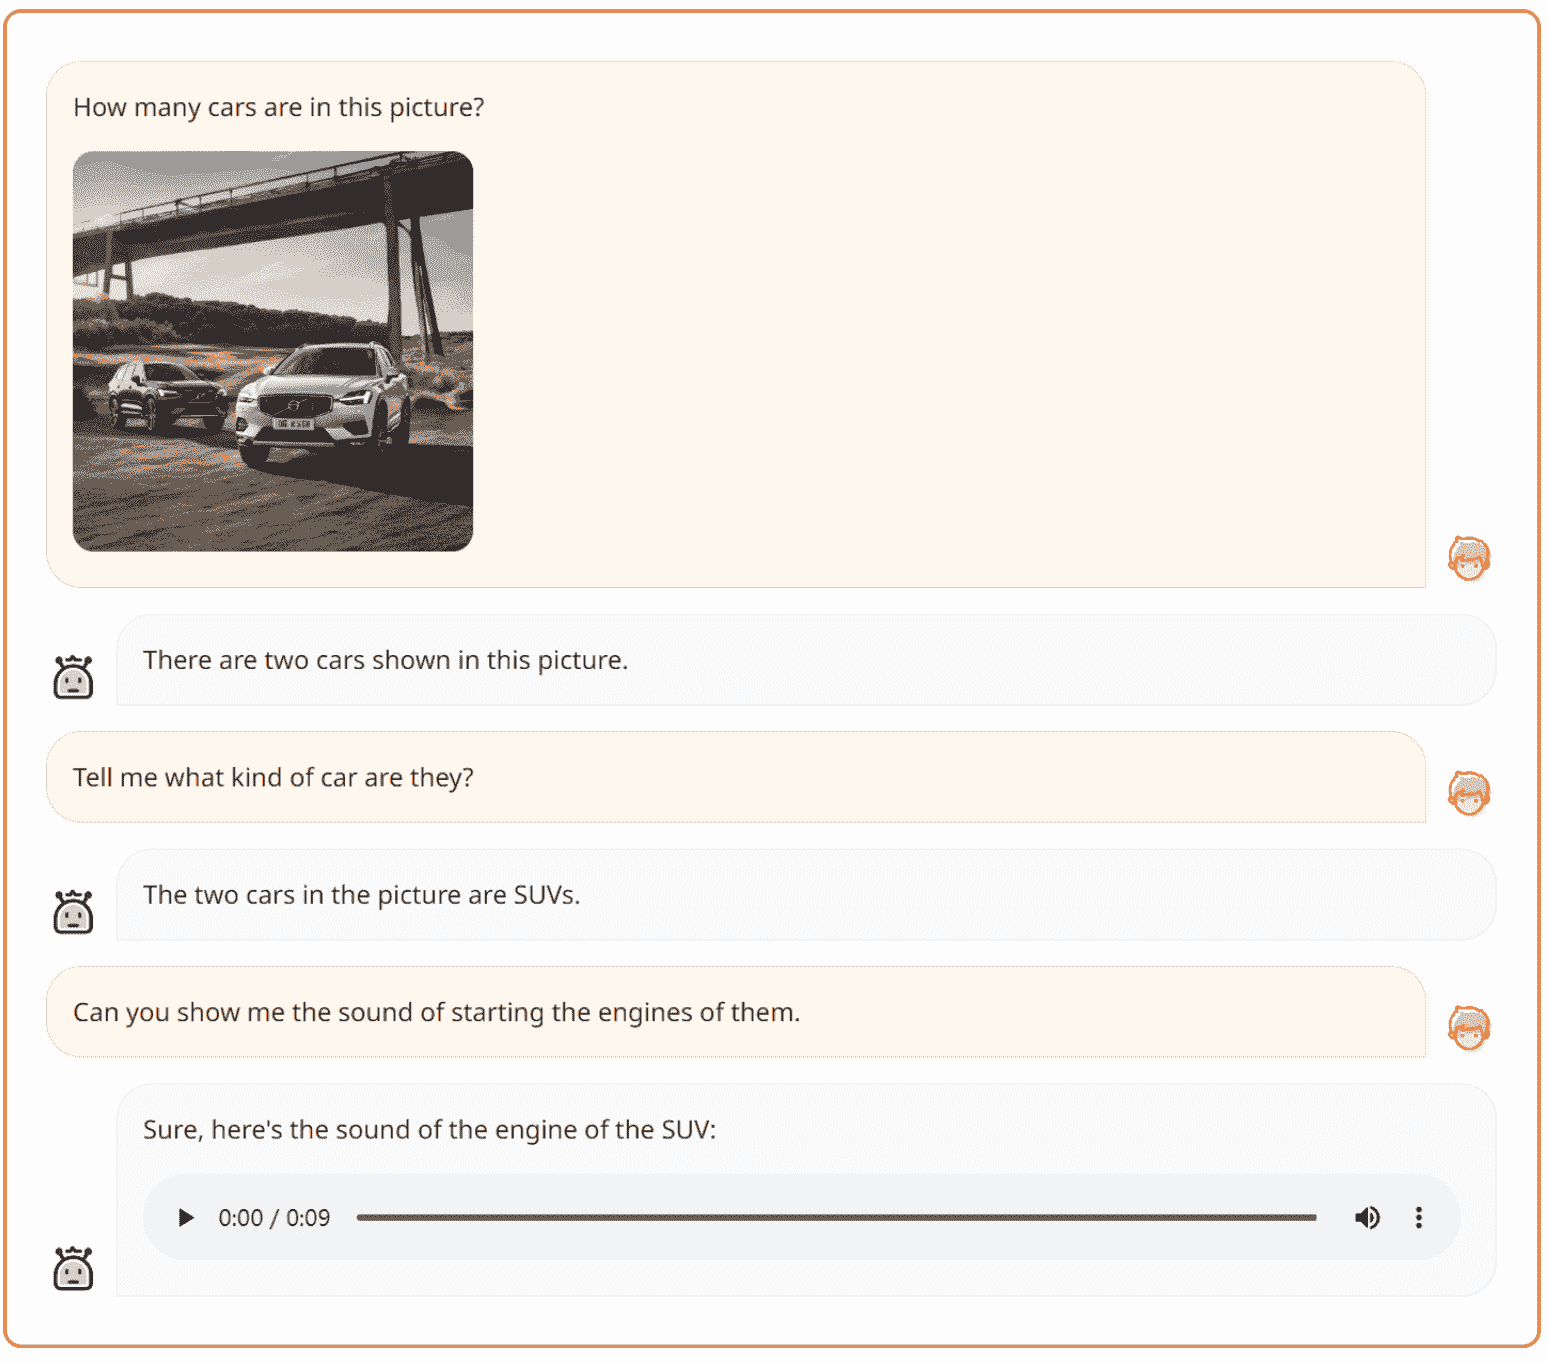 How many cars are in this picture?
There are two cars shown in this picture.
Tell me what kind of car are they?
The two cars in the picture are SUVs.
Can you show me the sound of starting the engines of them.
Sure, here's the sound of the engine of the SUV:
0:00 / 0:09